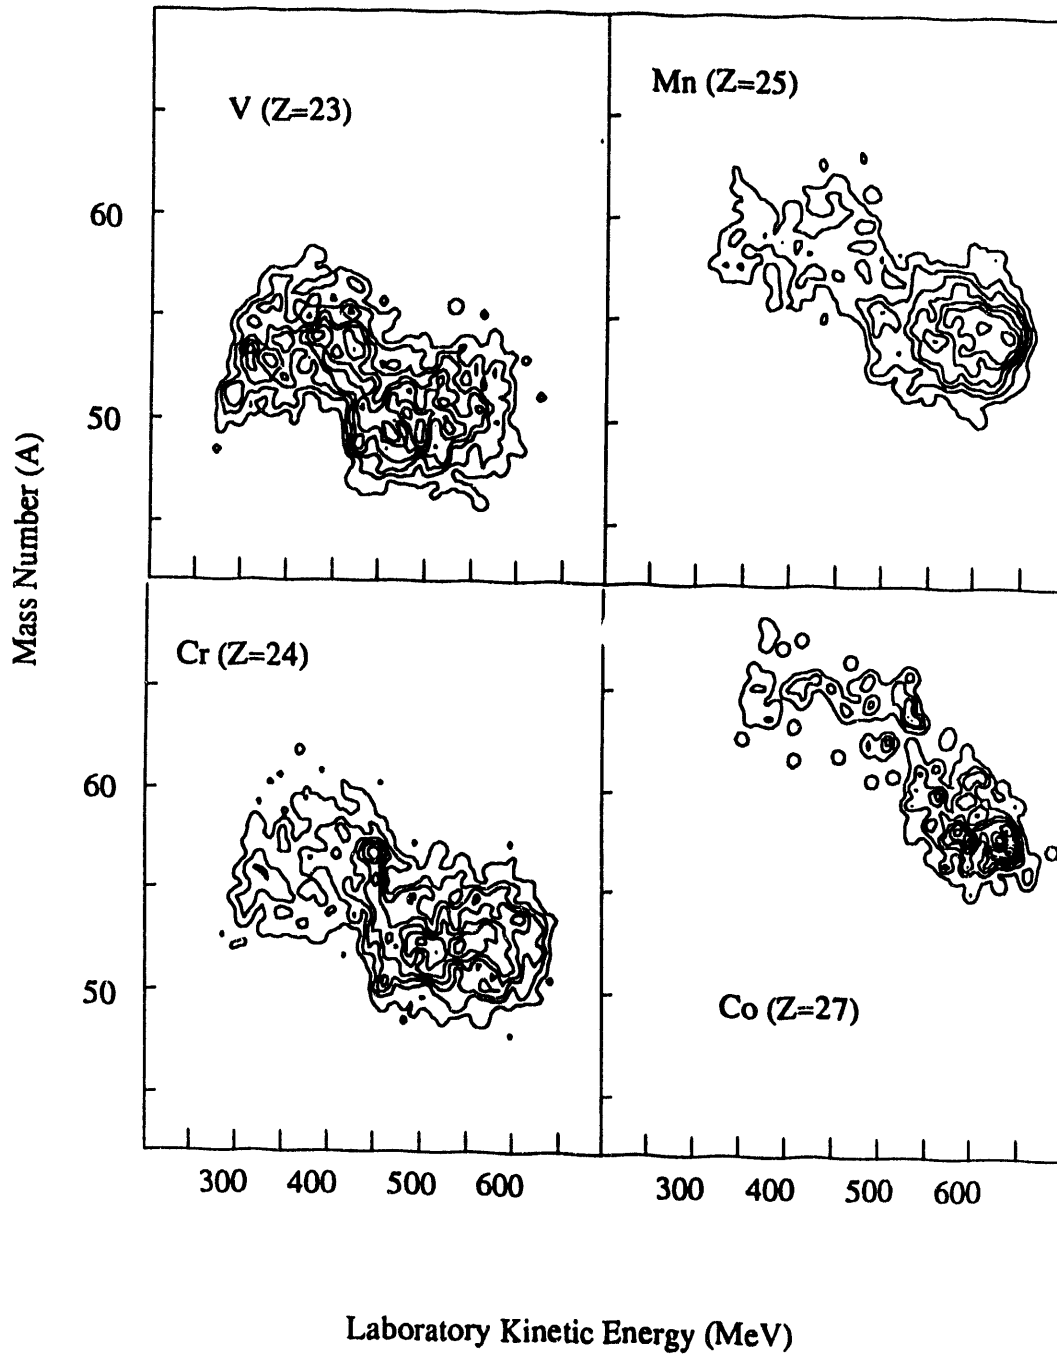 V (Z=23)
Mn (Z=25)
60
50
Mass Number (A)
Cr (Z=24)
60
50
Co (Z=27)
300 400 500 600
300 400 500 600
Laboratory Kinetic Energy (MeV)